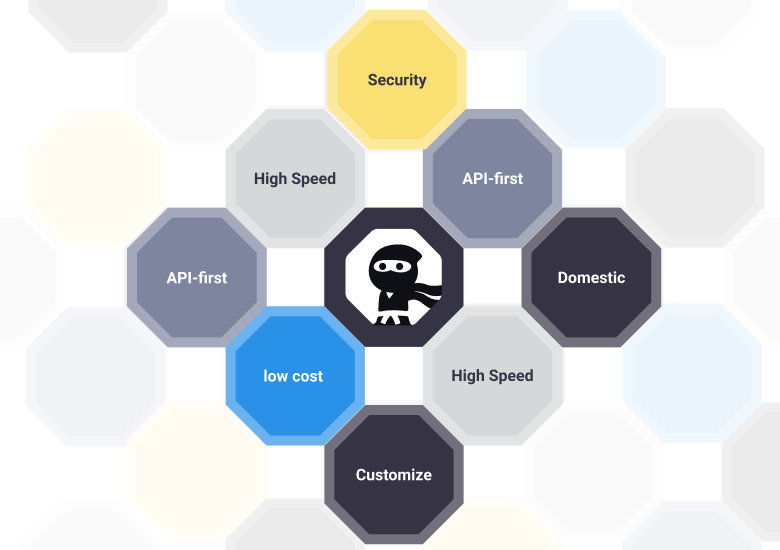 Security
High Speed
API-first
API-first
Domestic
low cost
High Speed
Customize